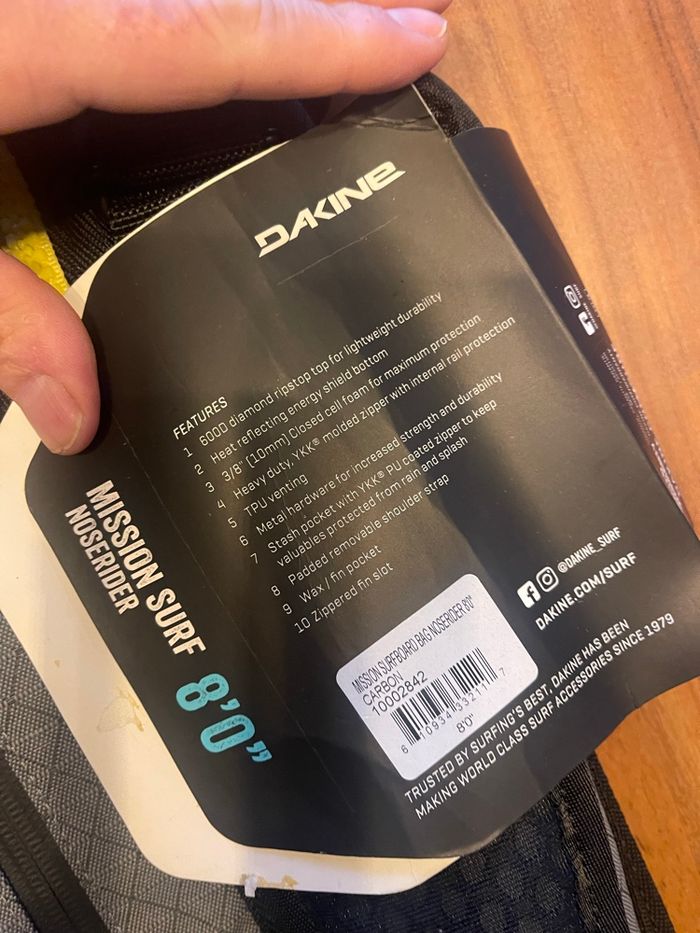 DAKINE
FEATURES
1 600D diamond ripstop top for lightweight durability
2 Heat reflecting energy shield bottom
3 3/8" (10mm) Closed cell foam for maximum protection
4 Heavy duty, YKK® molded zipper with internal rail protection
5 TPU venting
6 Metal hardware for increased strength and durability
7 Stash pocket with YKK® PU coated zipper to keep
valuables protected from rain and splash
8 Padded removable shoulder strap
9 Wax / fin pocket
10 Zippered fin slot
MISSION SURF
NOSERIDER
8'0"
MISSION SURFBOARD BAG NOSERIDER 8'0"
CARBON
10002842
8'0"
@DAKINE_SURF
DAKINE.COM/SURF
TRUSTED BY SURFING'S BEST, DAKINE HAS BEEN
MAKING WORLD CLASS SURF ACCESSORIES SINCE 1979